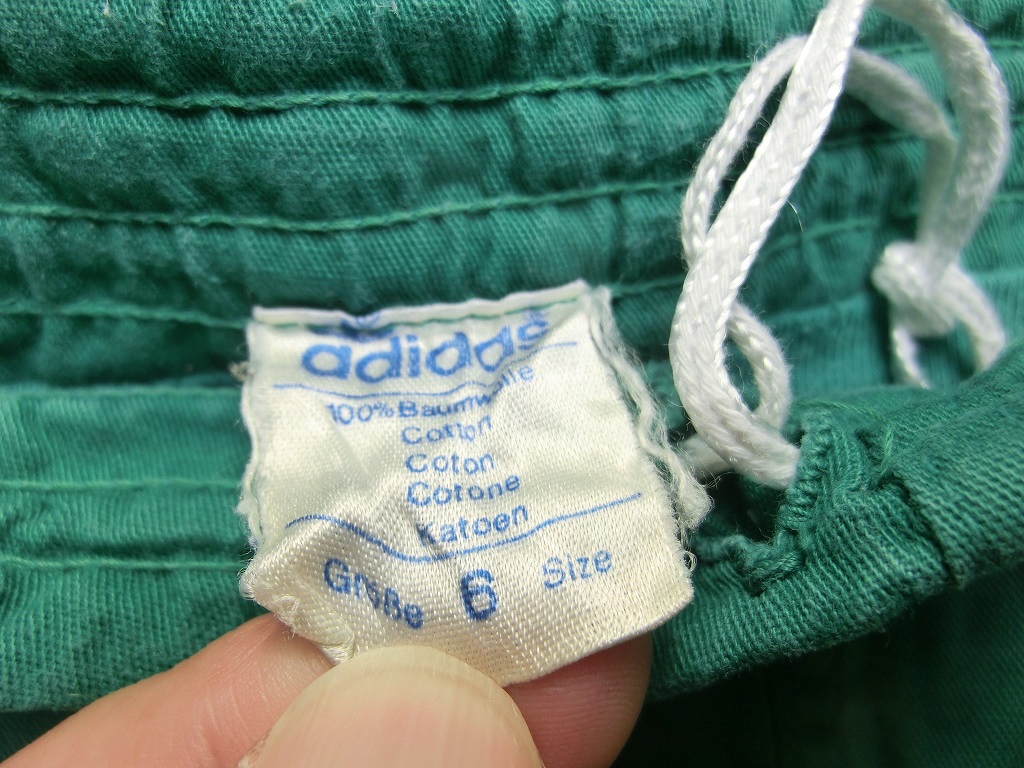 adidas
100% Baumwolle
Cotton
Coton
Cotone
Katoen
Größe 6 Size